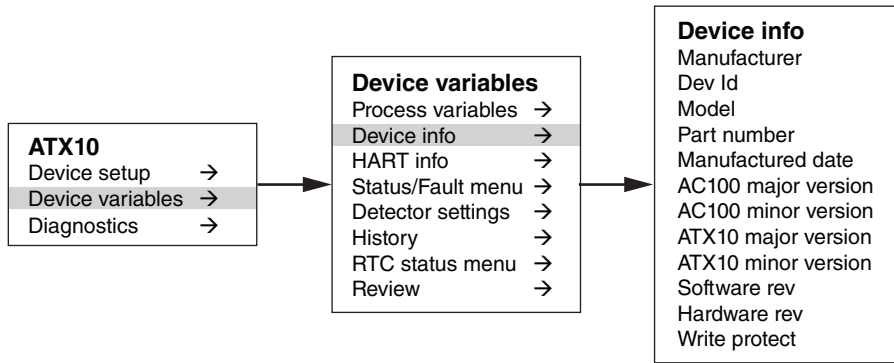 ATX10
Device setup →
Device variables →
Diagnostics →
Device variables
Process variables →
Device info →
HART info →
Status/Fault menu →
Detector settings →
History →
RTC status menu →
Review →
Device info
Manufacturer
Dev Id
Model
Part number
Manufactured date
AC100 major version
AC100 minor version
ATX10 major version
ATX10 minor version
Software rev
Hardware rev
Write protect